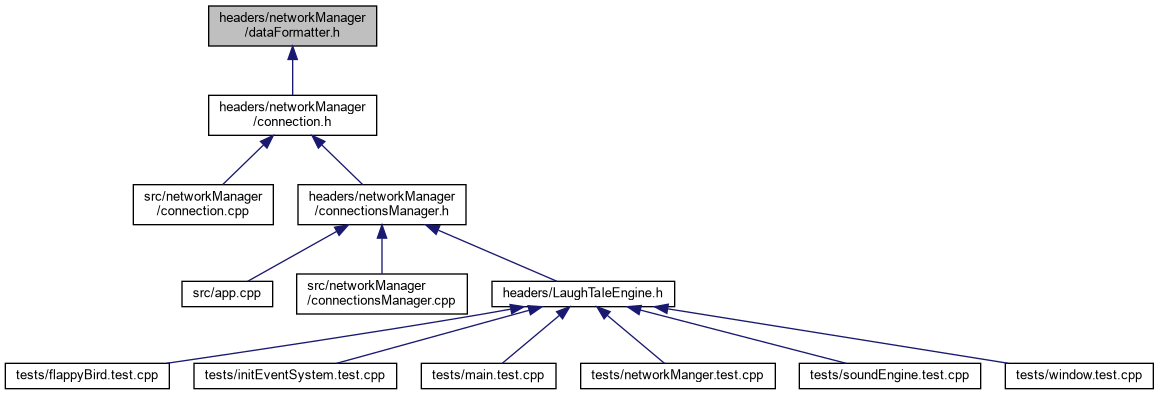 headers/networkManager
/dataFormatter.h
headers/networkManager
/connection.h
src/networkManager
/connection.cpp
headers/networkManager
/connectionsManager.h
src/app.cpp
src/networkManager
/connectionsManager.cpp
headers/LaughTaleEngine.h
tests/flappyBird.test.cpp
tests/initEventSystem.test.cpp
tests/main.test.cpp
tests/networkManger.test.cpp
tests/soundEngine.test.cpp
tests/window.test.cpp